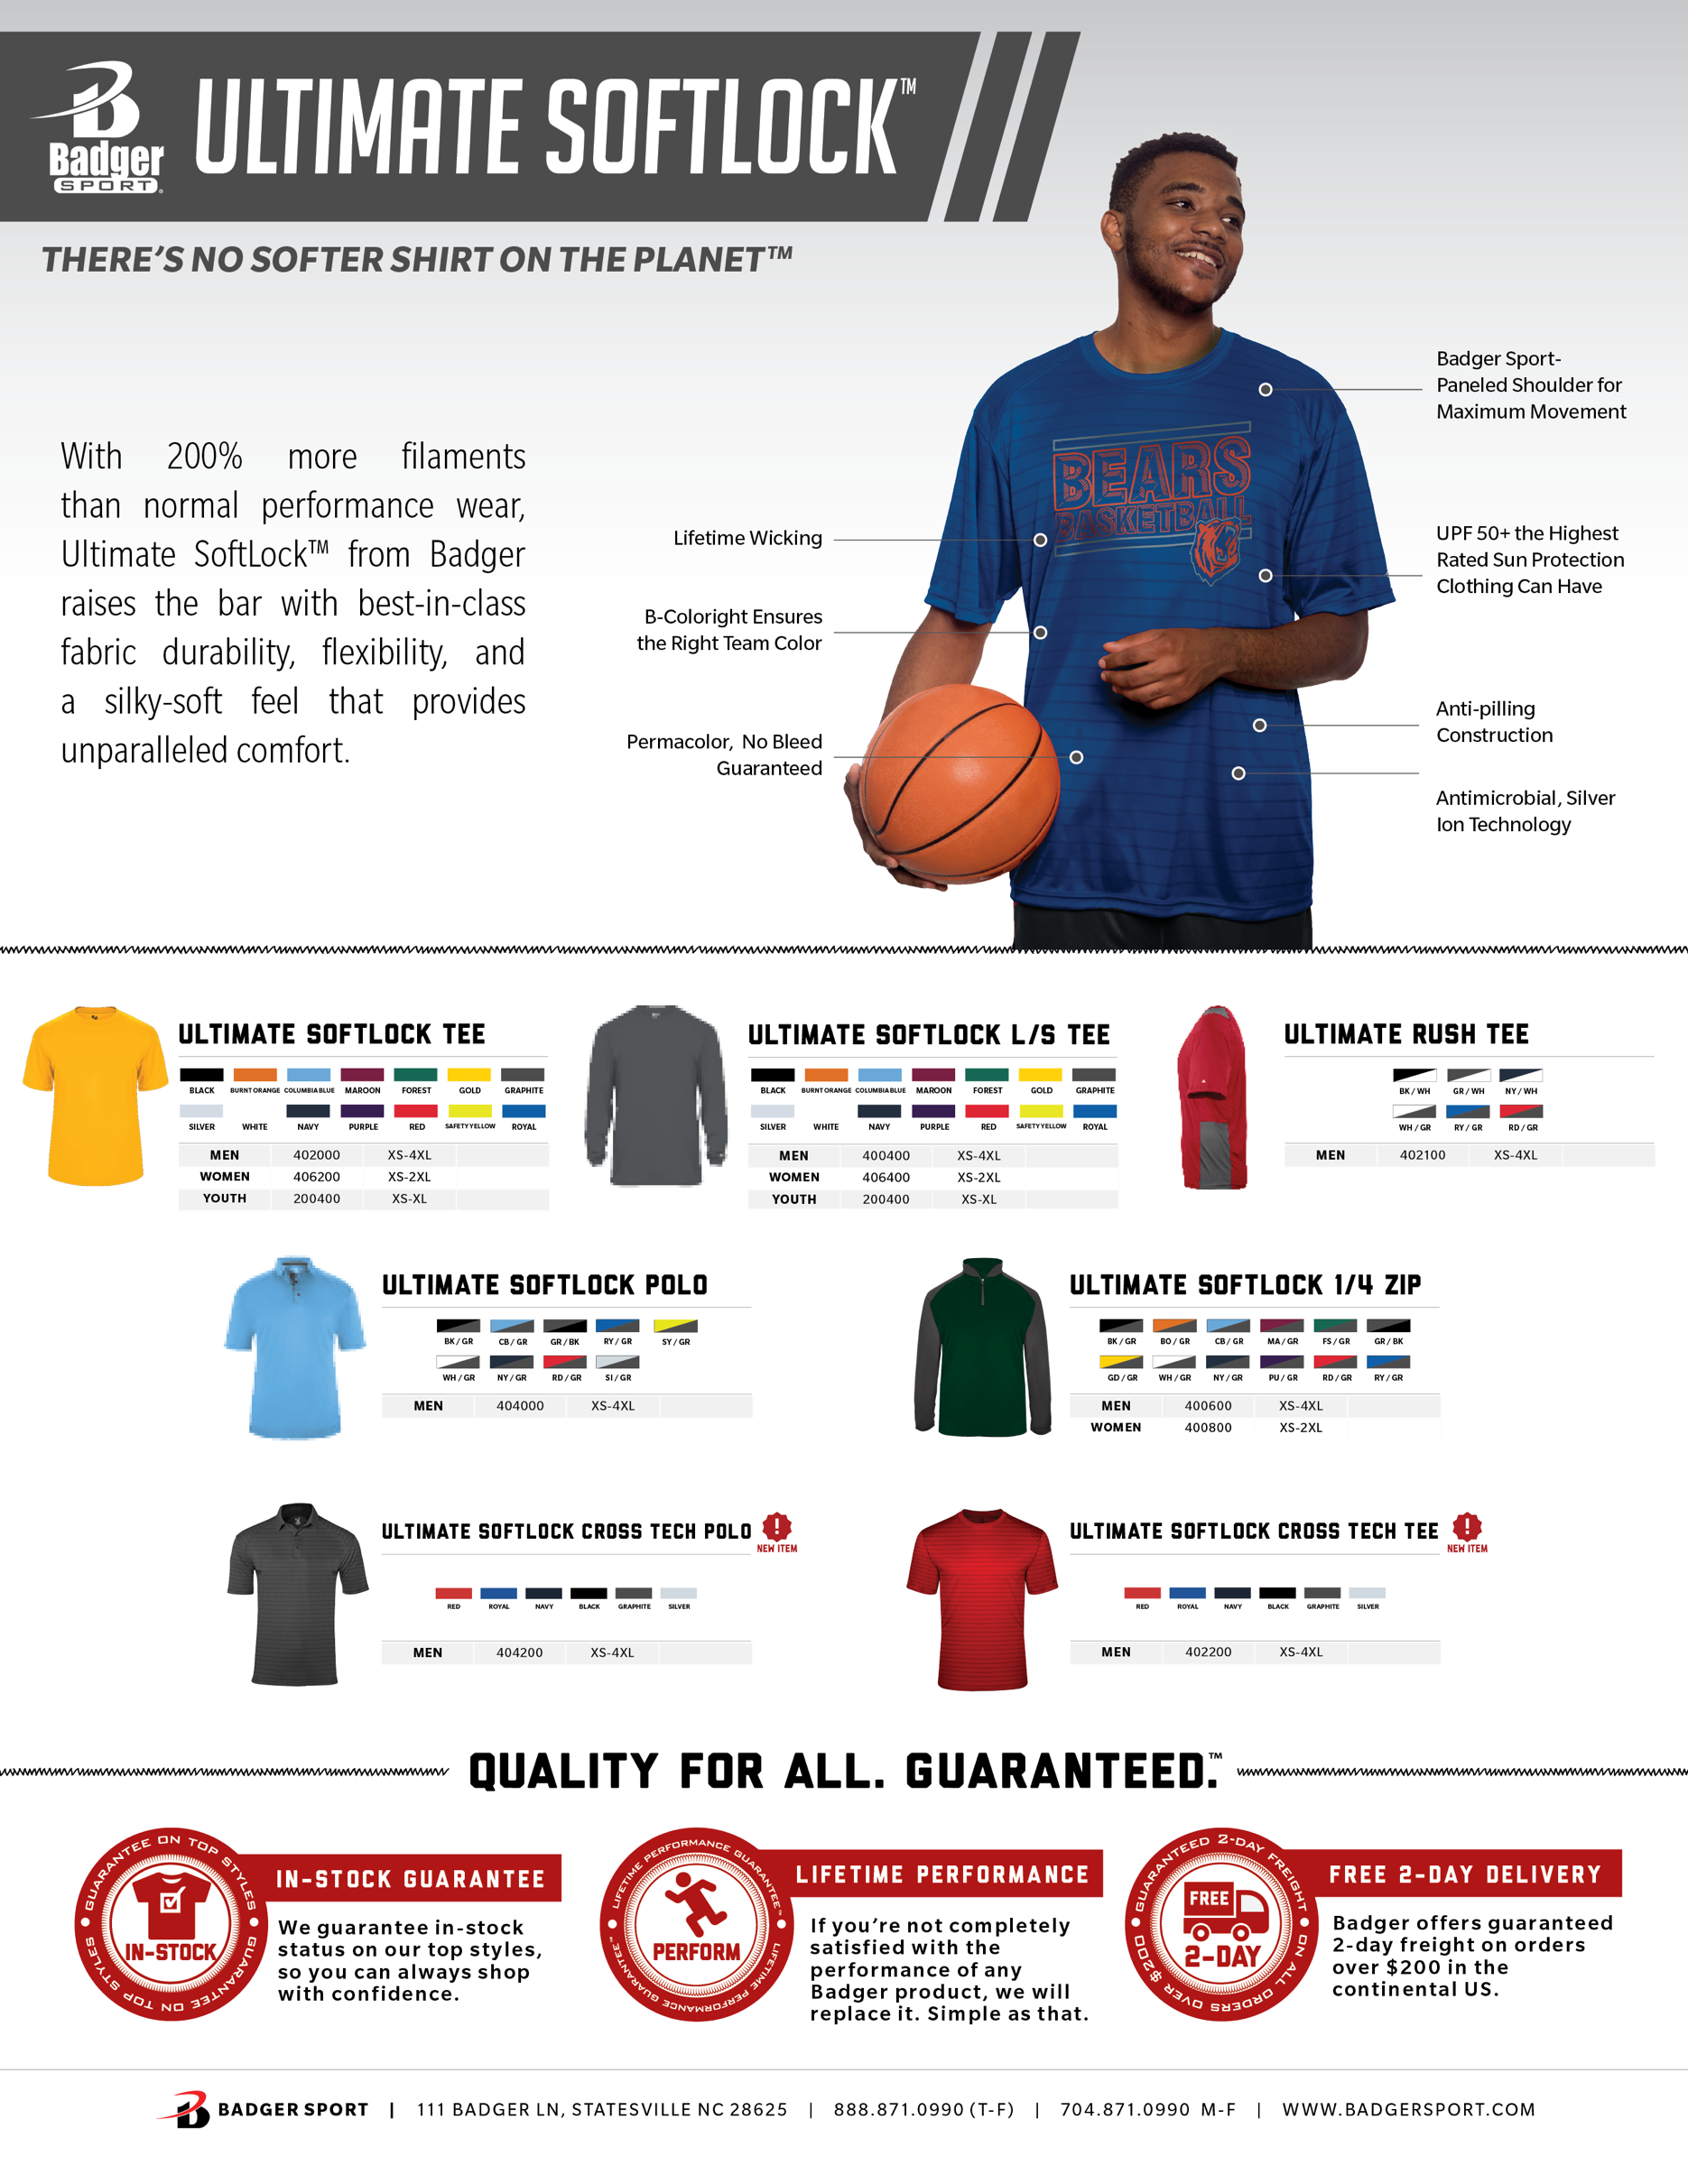 Badger
SPORT
ULTIMATE SOFTLOCK™
THERE'S NO SOFTER SHIRT ON THE PLANET™
With 200% more filaments
than normal performance wear,
Ultimate SoftLock™ from Badger
raises the bar with best-in-class
fabric durability, flexibility, and
a silky-soft feel that provides
unparalleled comfort.
Lifetime Wicking
B-Coloright Ensures
the Right Team Color
Permacolor, No Bleed
Guaranteed
BEARS
BASKETBALL
Badger Sport-
Paneled Shoulder for
Maximum Movement
UPF 50+ the Highest
Rated Sun Protection
Clothing Can Have
Anti-pilling
Construction
Antimicrobial, Silver
Ion Technology
ULTIMATE SOFTLOCK TEE
BLACK BURNT ORANGE COLUMBIA BLUE MAROON FOREST GOLD GRAPHITE
SILVER WHITE NAVY PURPLE RED SAFETY YELLOW ROYAL
MEN 402000 XS-4XL
WOMEN 406200 XS-2XL
YOUTH 200400 XS-XL
ULTIMATE SOFTLOCK L/S TEE
BLACK BURNT ORANGE COLUMBIA BLUE MAROON FOREST GOLD GRAPHITE
SILVER WHITE NAVY PURPLE RED SAFETY YELLOW ROYAL
MEN 400400 XS-4XL
WOMEN 406400 XS-2XL
YOUTH 200400 XS-XL
ULTIMATE RUSH TEE
BK / WH GR / WH NY / WH
WH / GR RY / GR RD / GR
MEN 402100 XS-4XL
ULTIMATE SOFTLOCK POLO
BK / GR CB / GR GR / BK RY / GR SY / GR
WH / GR NY / GR RD / GR SI / GR
MEN 404000 XS-4XL
ULTIMATE SOFTLOCK 1/4 ZIP
BK / GR BO / GR CB / GR MA / GR FS / GR GR / BK
GD / GR WH / GR NY / GR PU / GR RD / GR RY / GR
MEN 400600 XS-4XL
WOMEN 400800 XS-2XL
ULTIMATE SOFTLOCK CROSS TECH POLO
NEW ITEM
RED ROYAL NAVY BLACK GRAPHITE SILVER
MEN 404200 XS-4XL
ULTIMATE SOFTLOCK CROSS TECH TEE
NEW ITEM
RED ROYAL NAVY BLACK GRAPHITE SILVER
MEN 402200 XS-4XL
QUALITY FOR ALL. GUARANTEED.™
GUARANTEE ON TOP STYLES • GUARANTEE ON TOP STYLES •
IN-STOCK
IN-STOCK GUARANTEE
We guarantee in-stock
status on our top styles,
so you can always shop
with confidence.
LIFETIME PERFORMANCE GUARANTEE™ • LIFETIME PERFORMANCE GUARANTEE™ •
PERFORM
LIFETIME PERFORMANCE
If you're not completely
satisfied with the
performance of any
Badger product, we will
replace it. Simple as that.
GUARANTEED 2-DAY FREIGHT • ON ALL ORDERS OVER $200 •
FREE
2-DAY
FREE 2-DAY DELIVERY
Badger offers guaranteed
2-day freight on orders
over $200 in the
continental US.
BADGER SPORT | 111 BADGER LN, STATESVILLE NC 28625 | 888.871.0990 (T-F) | 704.871.0990 M-F | WWW.BADGERSPORT.COM